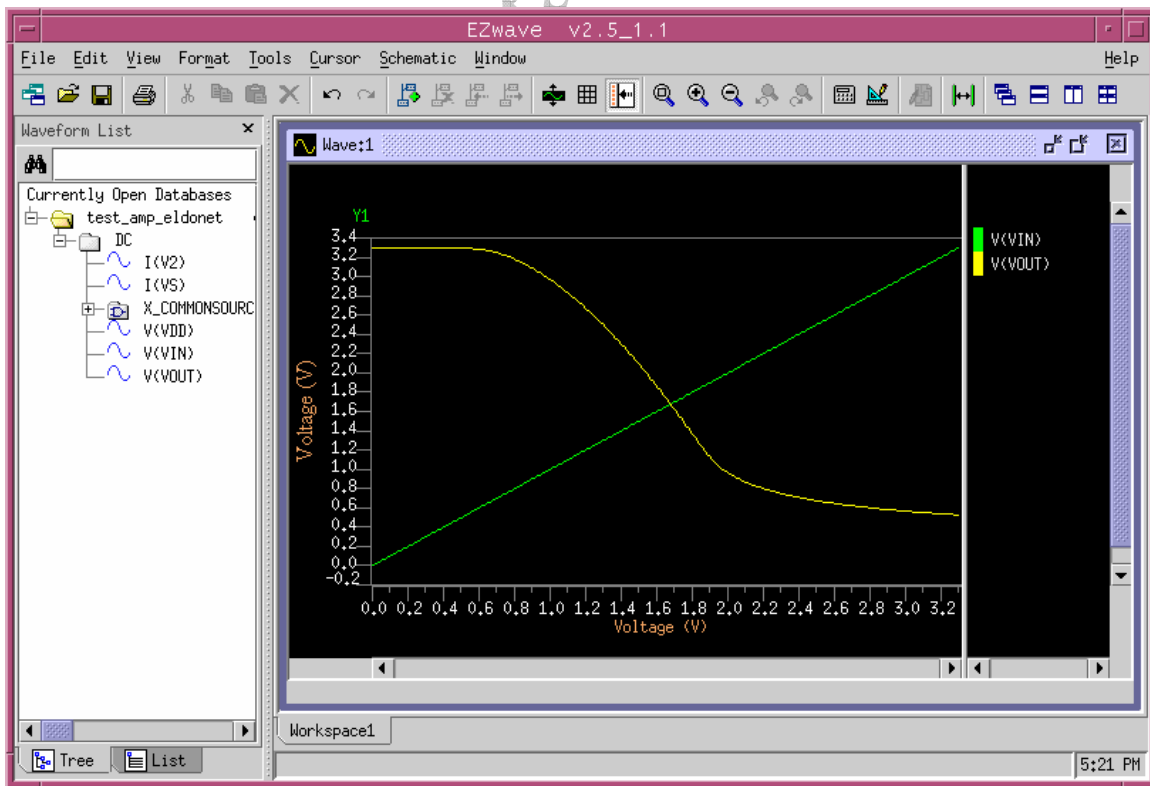 EZwave v2.5_1.1
File Edit View Format Tools Cursor Schematic Window Help
Waveform List
Currently Open Databases
test_amp_eldonet
DC
I(V2)
I(VS)
X_COMMONSOURC
V(VDD)
V(VIN)
V(VOUT)
Tree List
Wave:1
Y1
3.4
3.2
3.0
2.8
2.6
2.4
2.2
2.0
1.8
1.6
1.4
1.2
1.0
0.8
0.6
0.4
0.2
0.0
-0.2
Voltage (V)
0.0 0.2 0.4 0.6 0.8 1.0 1.2 1.4 1.6 1.8 2.0 2.2 2.4 2.6 2.8 3.0 3.2
Voltage (V)
V(VIN)
V(VOUT)
Workspace1
5:21 PM